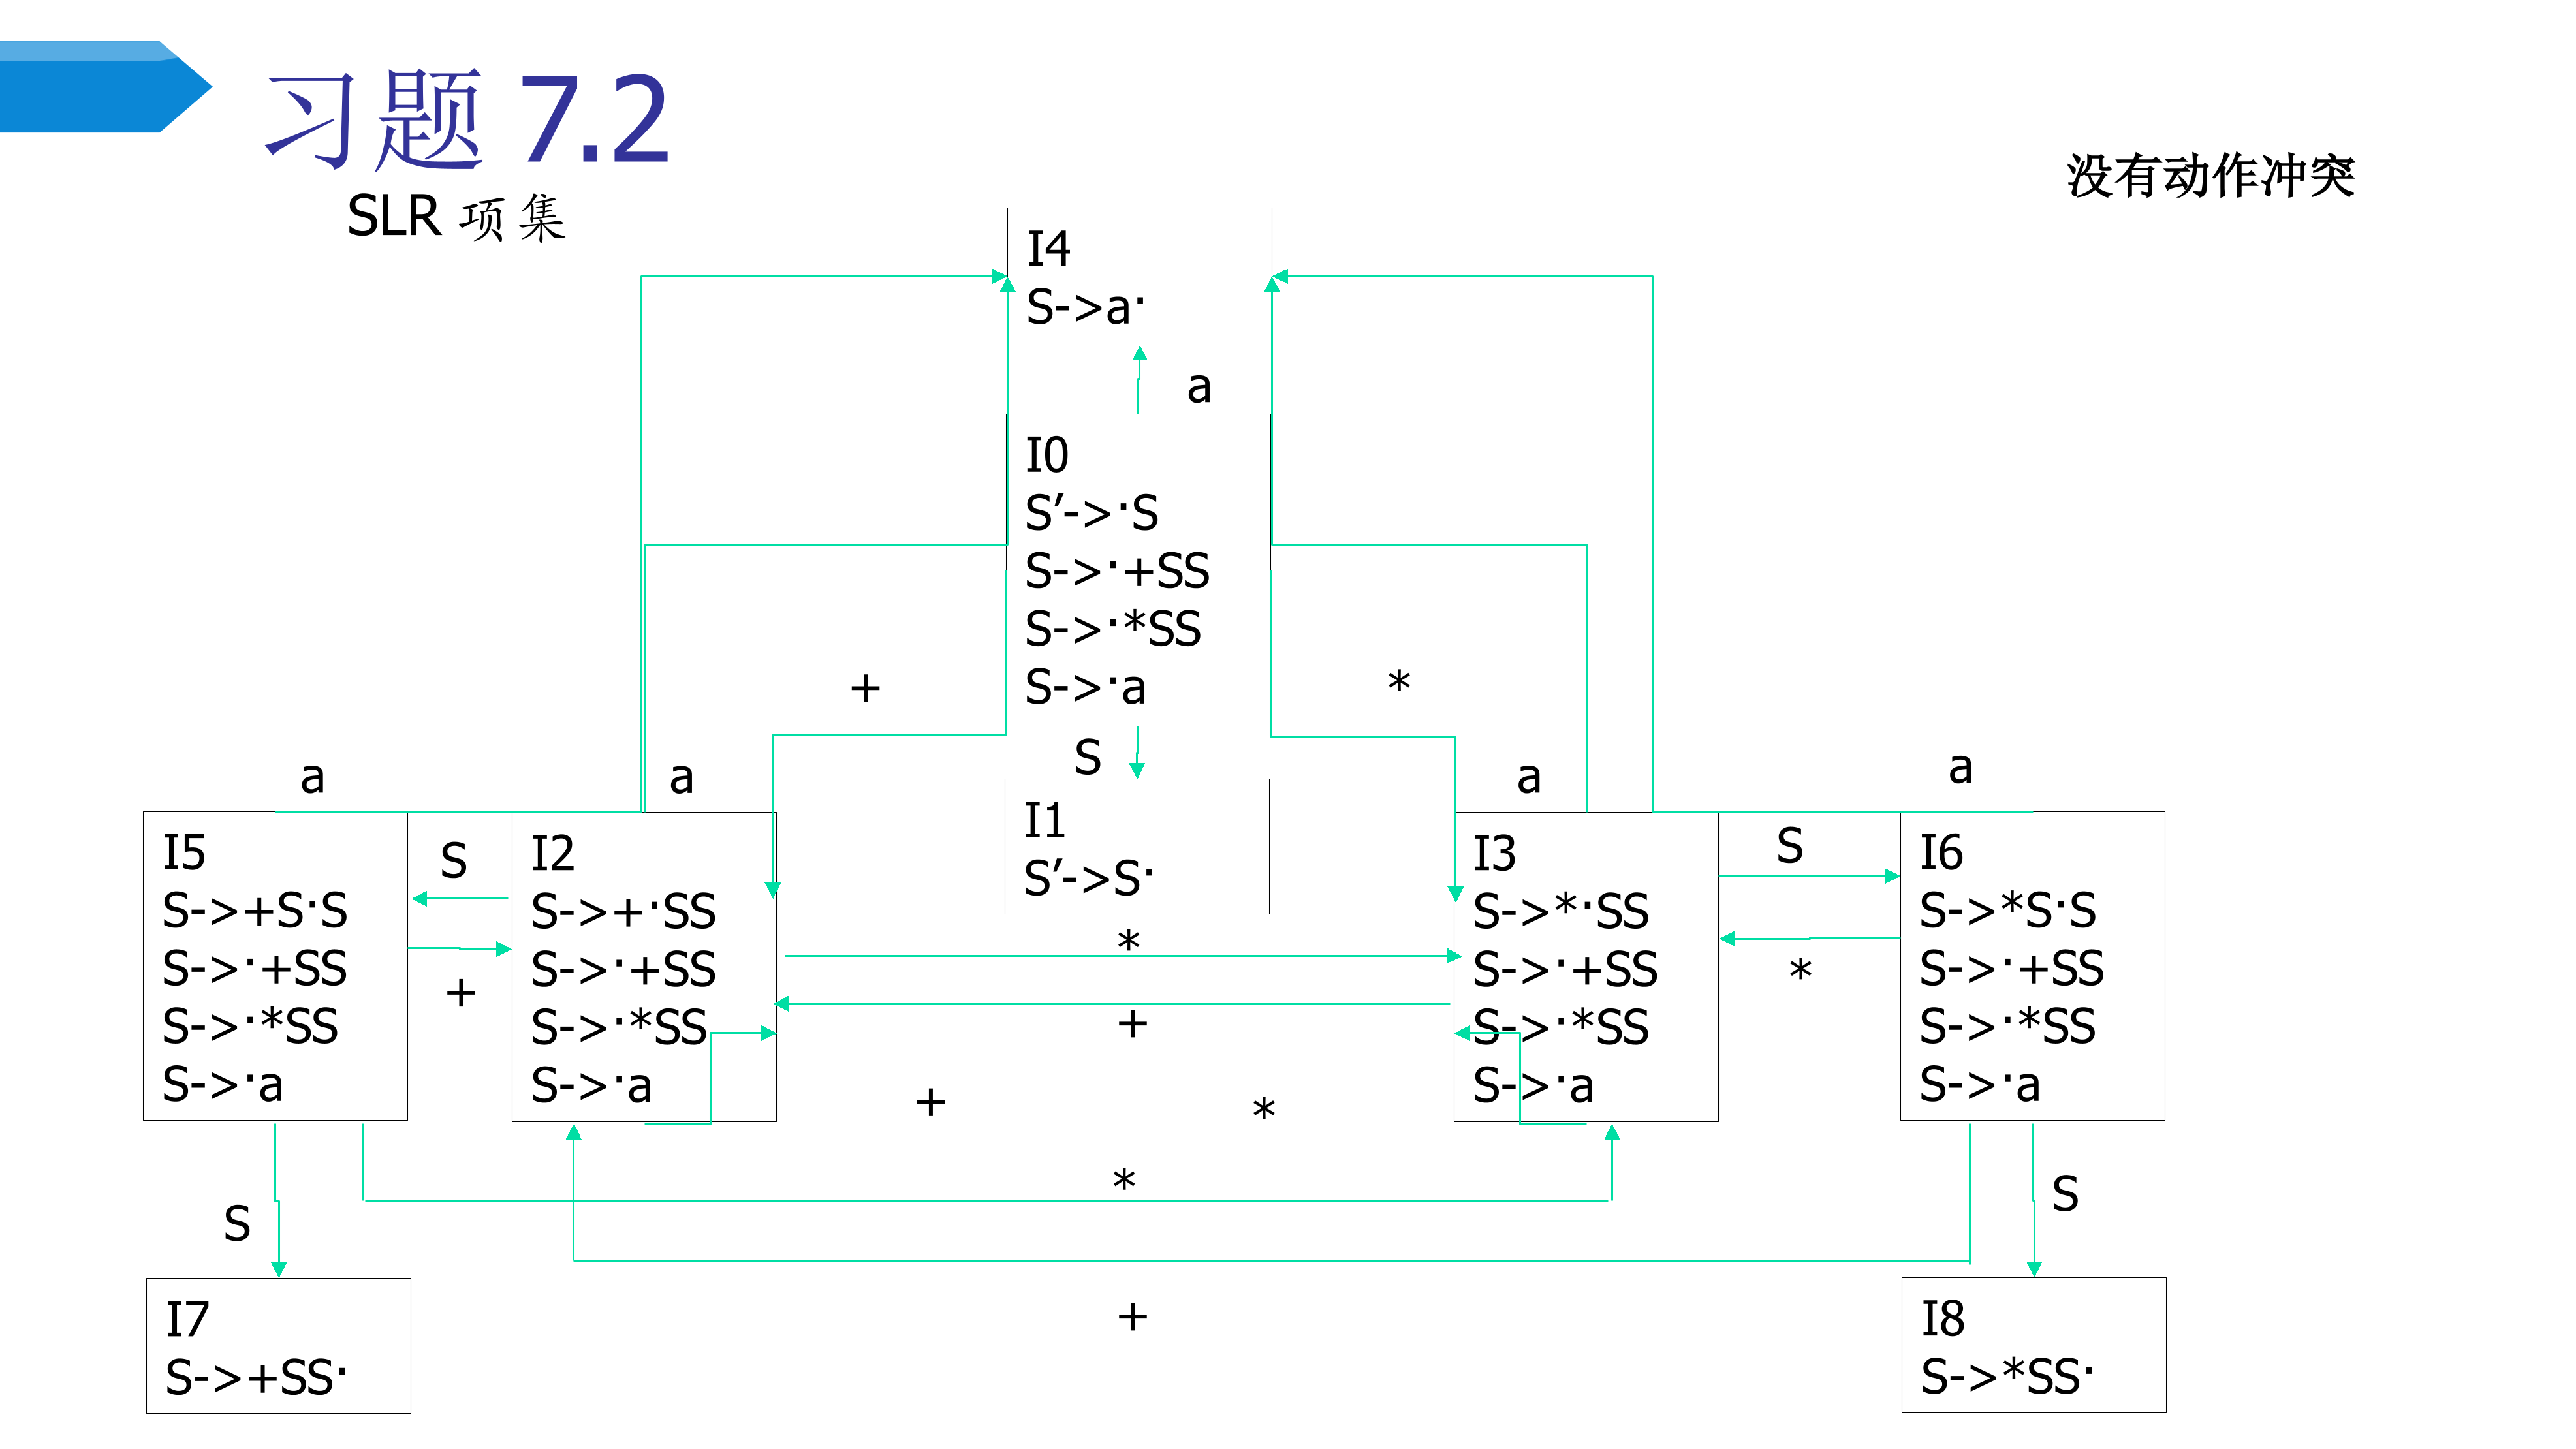 习题 7.2
SLR 项集
没有动作冲突
I4
S->a·
a
I0
S’->·S
S->·+SS
S->·*SS
S->·a
+
*
S
I1
S’->S·
a
a
a
a
I5
S->+S·S
S->·+SS
S->·*SS
S->·a
S
+
I2
S->+·SS
S->·+SS
S->·*SS
S->·a
*
+
+
*
*
+
I3
S->*·SS
S->·+SS
S->·*SS
S->·a
S
*
I6
S->*S·S
S->·+SS
S->·*SS
S->·a
S
S
I7
S->+SS·
I8
S->*SS·